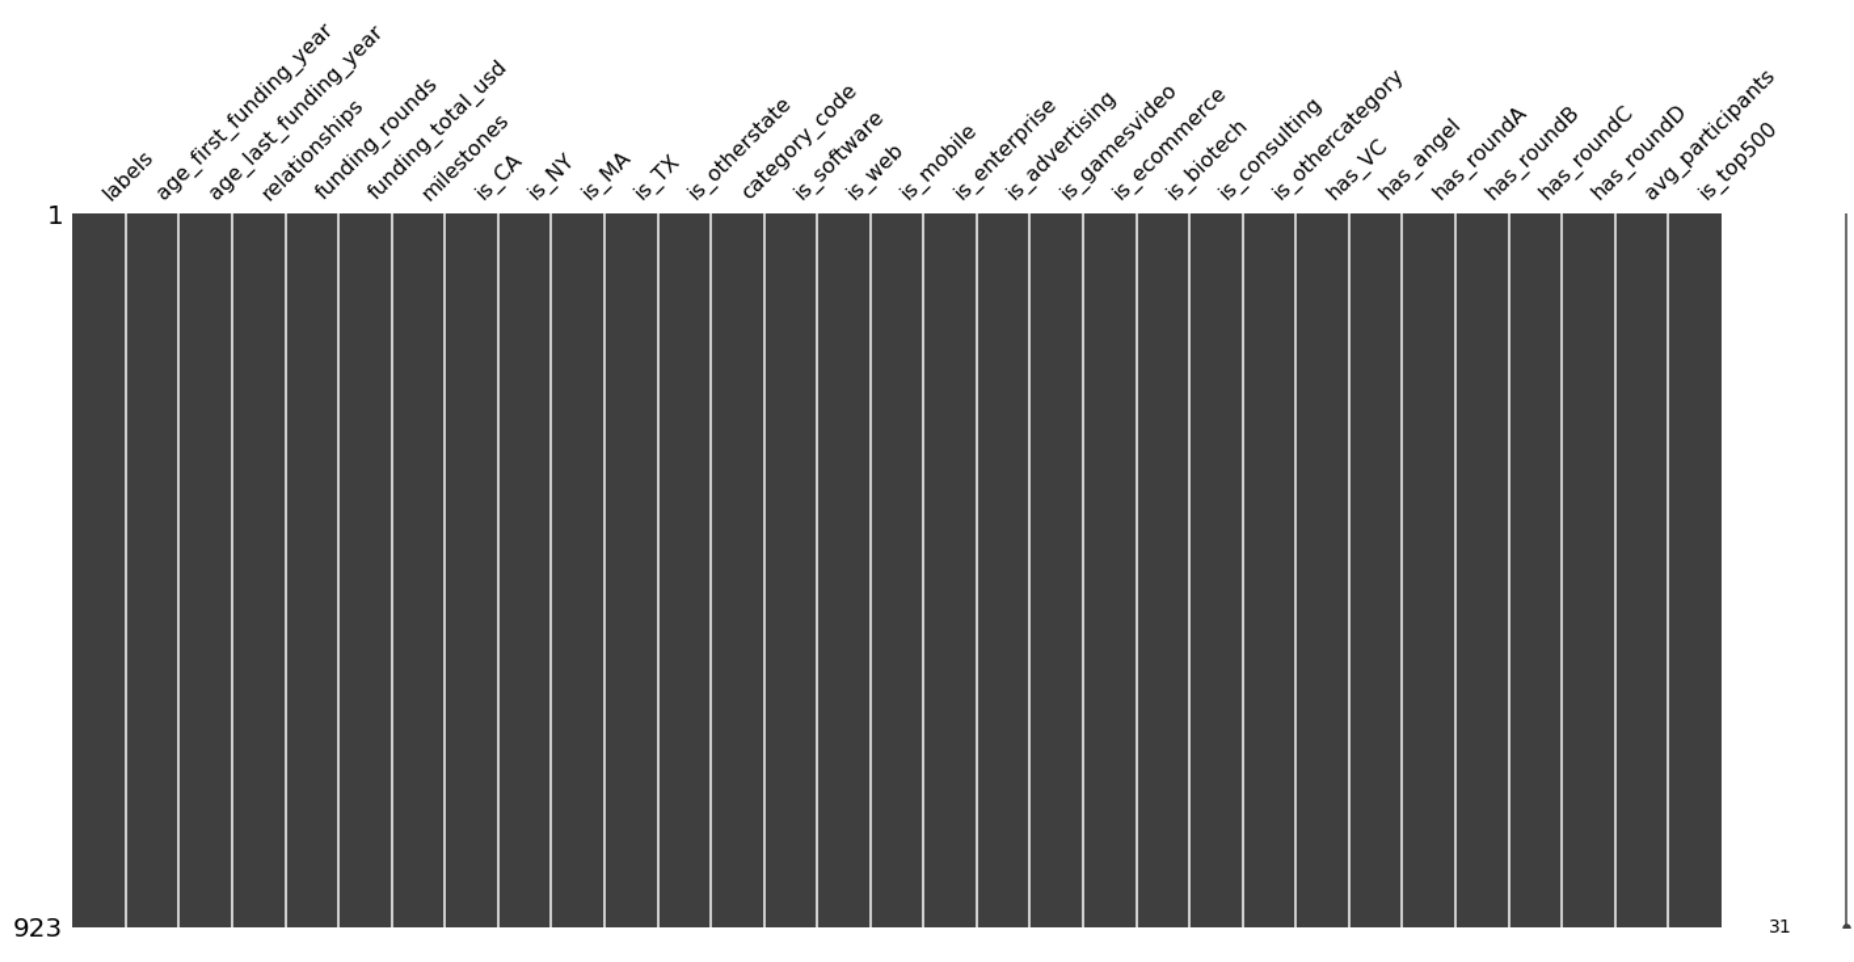 labels
age_first_funding_year
age_last_funding_year
relationships
funding_rounds
funding_total_usd
milestones
is_CA
is_NY
is_MA
is_TX
is_otherstate
category_code
is_software
is_web
is_mobile
is_enterprise
is_advertising
is_gamesvideo
is_ecommerce
is_biotech
is_consulting
is_othercategory
has_VC
has_angel
has_roundA
has_roundB
has_roundC
has_roundD
avg_participants
is_top500
1
923
31